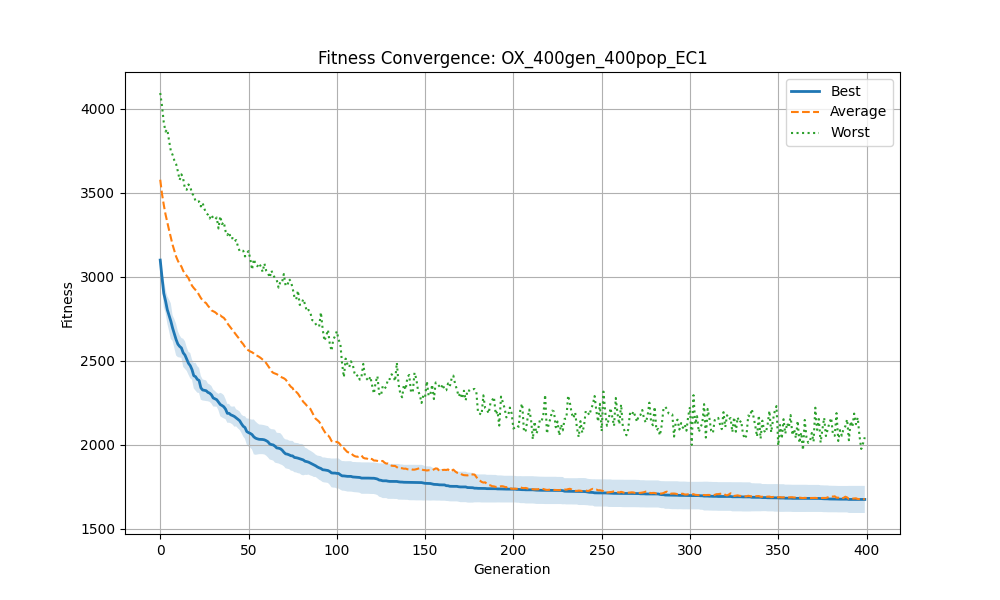 Fitness Convergence: OX_400gen_400pop_EC1
Best
Average
Worst
4000
3500
3000
2500
2000
1500
Fitness
0 50 100 150 200 250 300 350 400
Generation